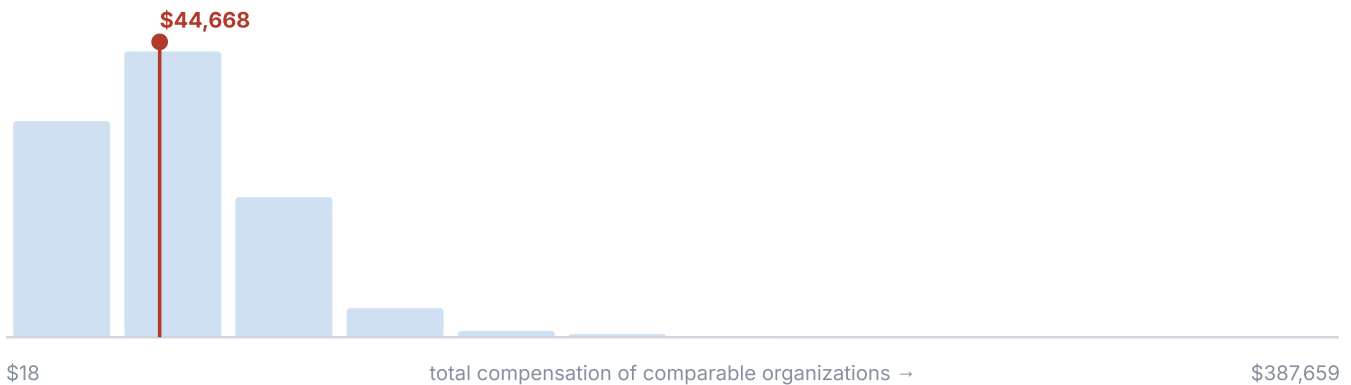 $44,668
$18 total compensation of comparable organizations → $387,659